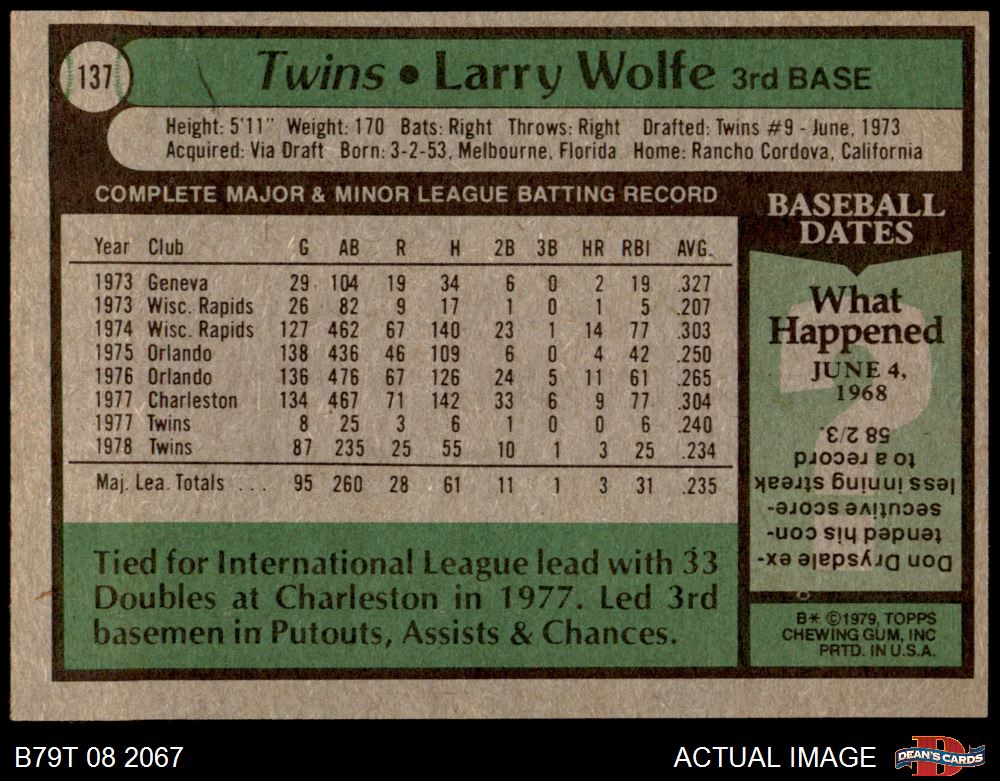 137
Twins • Larry Wolfe 3rd BASE
Height: 5'11" Weight: 170 Bats: Right Throws: Right Drafted: Twins #9 - June, 1973
Acquired: Via Draft Born: 3-2-53, Melbourne, Florida Home: Rancho Cordova, California
COMPLETE MAJOR & MINOR LEAGUE BATTING RECORD
Year Club G AB R H 2B 3B HR RBI AVG.
1973 Geneva 29 104 19 34 6 0 2 19 .327
1973 Wisc. Rapids 26 82 9 17 1 0 1 5 .207
1974 Wisc. Rapids 127 462 67 140 23 1 14 77 .303
1975 Orlando 138 436 46 109 6 0 4 42 .250
1976 Orlando 136 476 67 126 24 5 11 61 .265
1977 Charleston 134 467 71 142 33 6 9 77 .304
1977 Twins 8 25 3 6 1 0 0 6 .240
1978 Twins 87 235 25 55 10 1 3 25 .234
Maj. Lea. Totals ... 95 260 28 61 11 1 3 31 .235
Tied for International League lead with 33
Doubles at Charleston in 1977. Led 3rd
basemen in Putouts, Assists & Chances.
BASEBALL
DATES
What
Happened
JUNE 4,
1968
Don Drysdale ex-
tended his con-
secutive score-
less inning streak
to a record
58 2/3.
B* ©1979, TOPPS
CHEWING GUM, INC
PRTD. IN U.S.A.
B79T 08 2067
ACTUAL IMAGE
D
DEAN'S CARDS